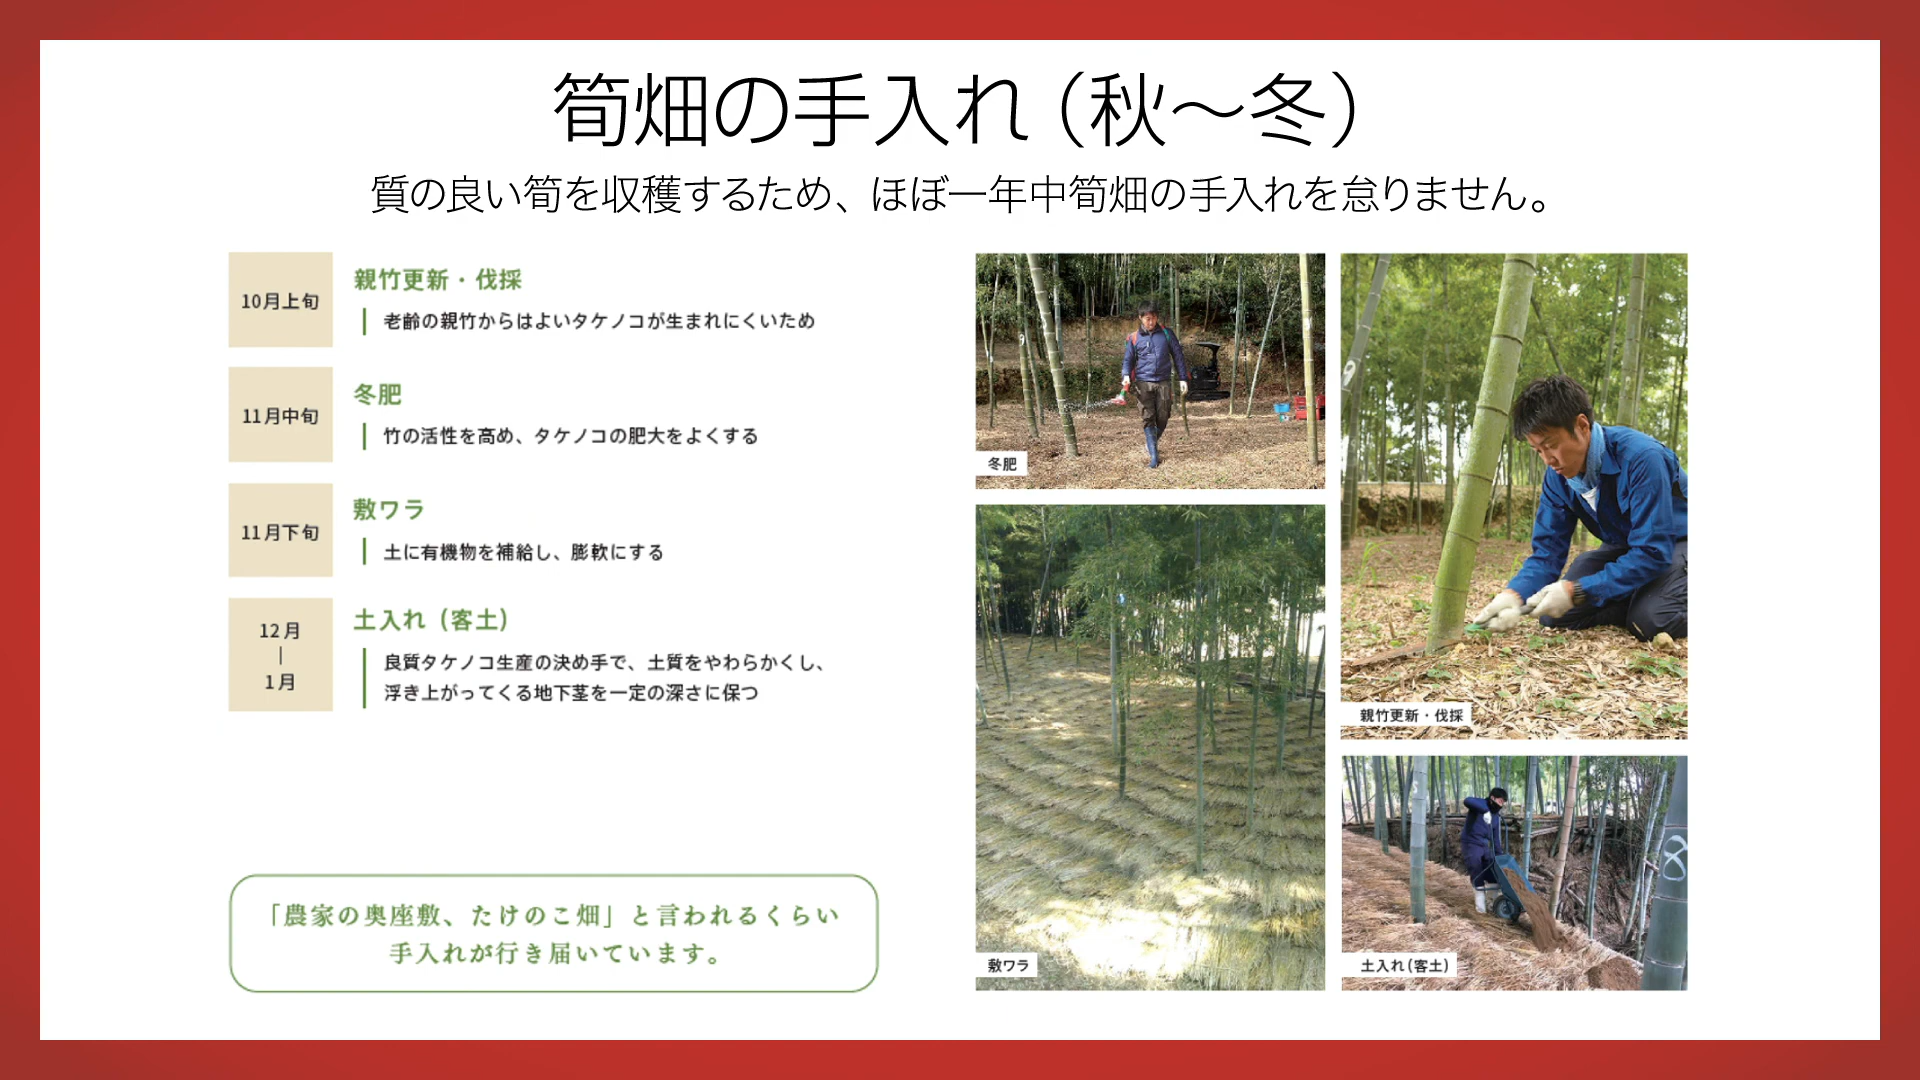 筍畑の手入れ（秋〜冬）
質の良い筍を収穫するため、ほぼ一年中筍畑の手入れを怠りません。
10月上旬
親竹更新・伐採
老齢の親竹からはよいタケノコが生まれにくいため
11月中旬
冬肥
竹の活性を高め、タケノコの肥大をよくする
11月下旬
敷ワラ
土に有機物を補給し、膨軟にする
12月
｜
1月
土入れ（客土）
良質タケノコ生産の決め手で、土質をやわらかくし、
浮き上がってくる地下茎を一定の深さに保つ
「農家の奥座敷、たけのこ畑」と言われるくらい
手入れが行き届いています。
冬肥
親竹更新・伐採
敷ワラ
土入れ（客土）
8